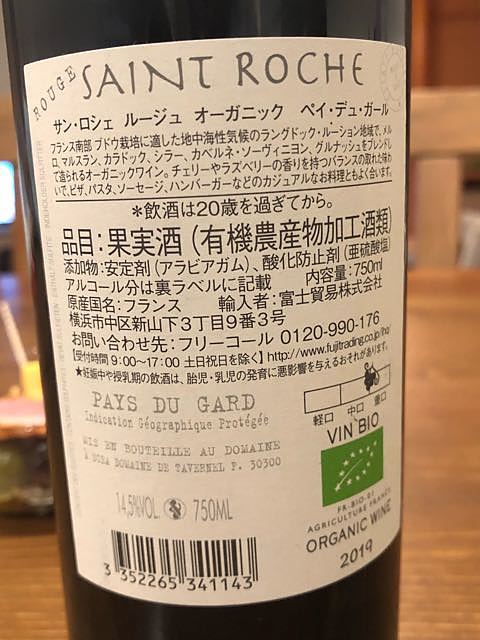 ROUGE
SAINT ROCHE
サン・ロシェ ルージュ オーガニック ペイ・デュ・ガール
フランス南部 ブドウ栽培に適した地中海性気候のラングドック・ルーション地域で、メル
ロ、マルスラン、カラドック、シラー、カベルネ・ソーヴィニヨン、グルナッシュをブレンドし
て造られるオーガニックワイン。チェリーやラズベリーの香りを持つバランスの取れた味わ
いで、ピザ、パスタ、ソーセージ、ハンバーガーなどのカジュアルなお料理ともよく合います。
＊飲酒は20歳を過ぎてから。
品目：果実酒（有機農産物加工酒類）
添加物：安定剤（アラビアガム）、酸化防止剤（亜硫酸塩）
アルコール分は裏ラベルに記載 内容量：750ml
原産国名：フランス 輸入者：富士貿易株式会社
横浜市中区新山下3丁目9番3号
お問い合わせ先：フリーコール 0120-990-176
【受付時間 9:00～17:00 土日祝日を除く】http://www.fujitrading.co.jp/hq/
★妊娠中や授乳期の飲酒は、胎児・乳児の発育に悪影響を与えるおそれがあります。
軽口 中口 重口
PAYS DU GARD
Indication Géographique Protégée
MIS EN BOUTEILLE AU DOMAINE
A SCEA DOMAINE DE TAVERNEL F. 30300
VIN BIO
FR-BIO-01
AGRICULTURE FRANCE
ORGANIC WINE
2019
14,5%VOL. 750ML
3 352265 341143